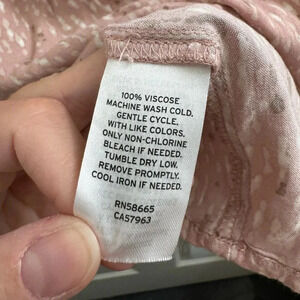 100% VISCOSE
MACHINE WASH COLD.
GENTLE CYCLE.
WITH LIKE COLORS.
ONLY NON-CHLORINE
BLEACH IF NEEDED.
TUMBLE DRY LOW.
REMOVE PROMPTLY.
COOL IRON IF NEEDED.
RN58665
CA57963